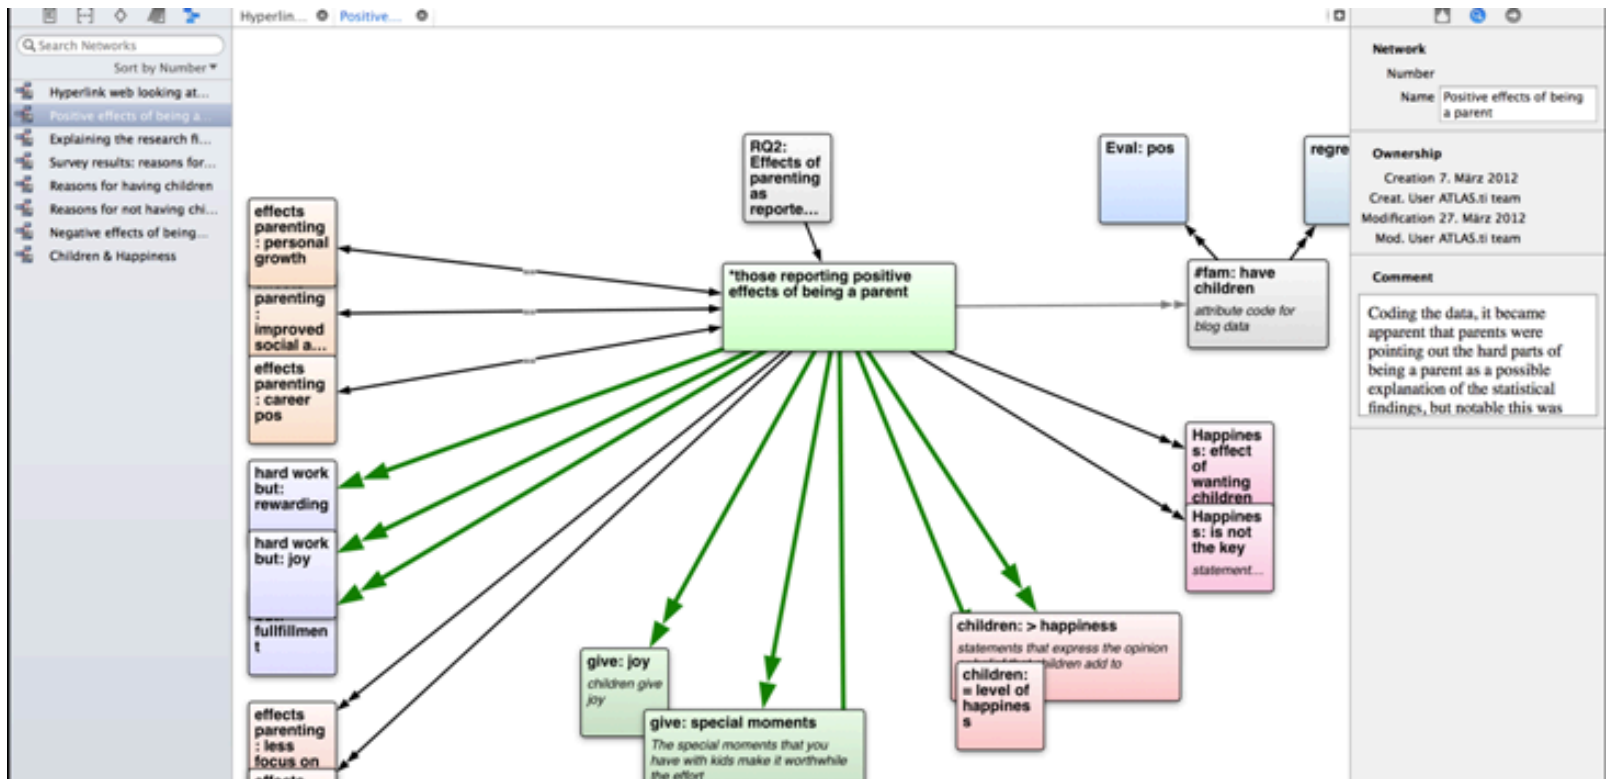 Hyperlin...
Positive...
Search Networks
Sort by Number
Hyperlink web looking at...
Positive effects of being a...
Explaining the research fi...
Survey results: reasons for...
Reasons for having children
Reasons for not having chi...
Negative effects of being...
Children & Happiness
RQ2:
Effects of
parenting
as
reporte...
Eval: pos
regre
effects
parenting
: personal
growth
parenting
:
improved
social a...
effects
parenting
: career
pos
*those reporting positive
effects of being a parent
#fam: have
children
attribute code for
blog data
hard work
but:
rewarding
hard work
but: joy
fullfillmen
t
effects
parenting
: less
focus on
give: joy
children give
joy
give: special moments
The special moments that you
have with kids make it worthwhile
the effort
children: > happiness
statements that express the opinion
children add to
children:
= level of
happines
s
Happines
s: effect
of
wanting
children
Happines
s: is not
the key
statement...
Network
Number
Name Positive effects of being
a parent
Ownership
Creation 7. März 2012
Creat. User ATLAS.ti team
Modification 27. März 2012
Mod. User ATLAS.ti team
Comment
Coding the data, it became
apparent that parents were
pointing out the hard parts of
being a parent as a possible
explanation of the statistical
findings, but notable this was